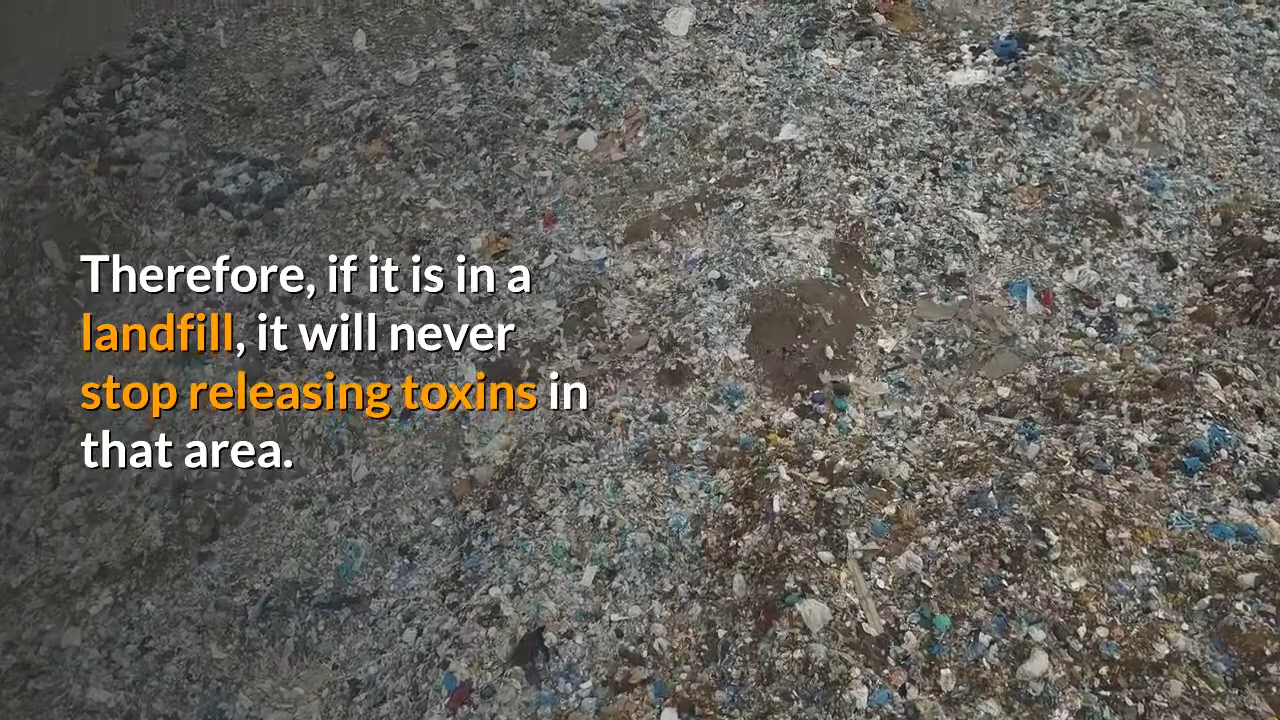 Therefore, if it is in a
landfill, it will never
stop releasing toxins in
that area.